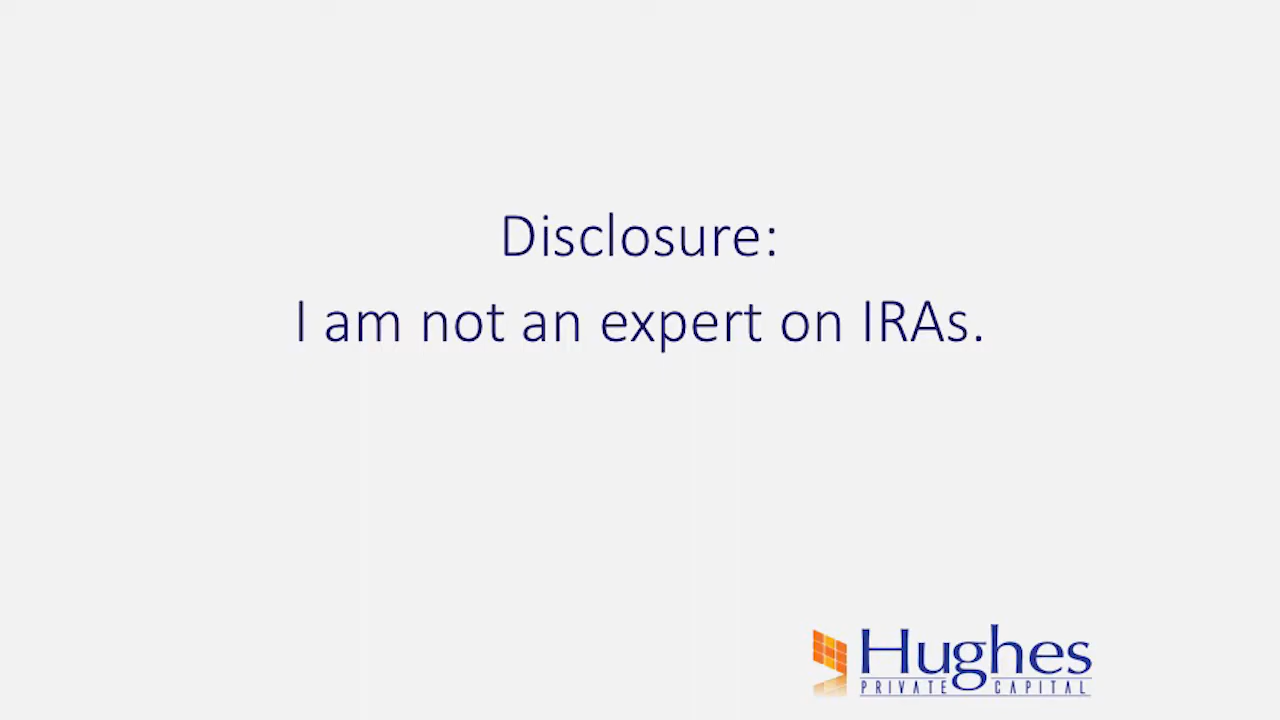 Disclosure:
I am not an expert on IRAs.
Hughes
PRIVATE CAPITAL